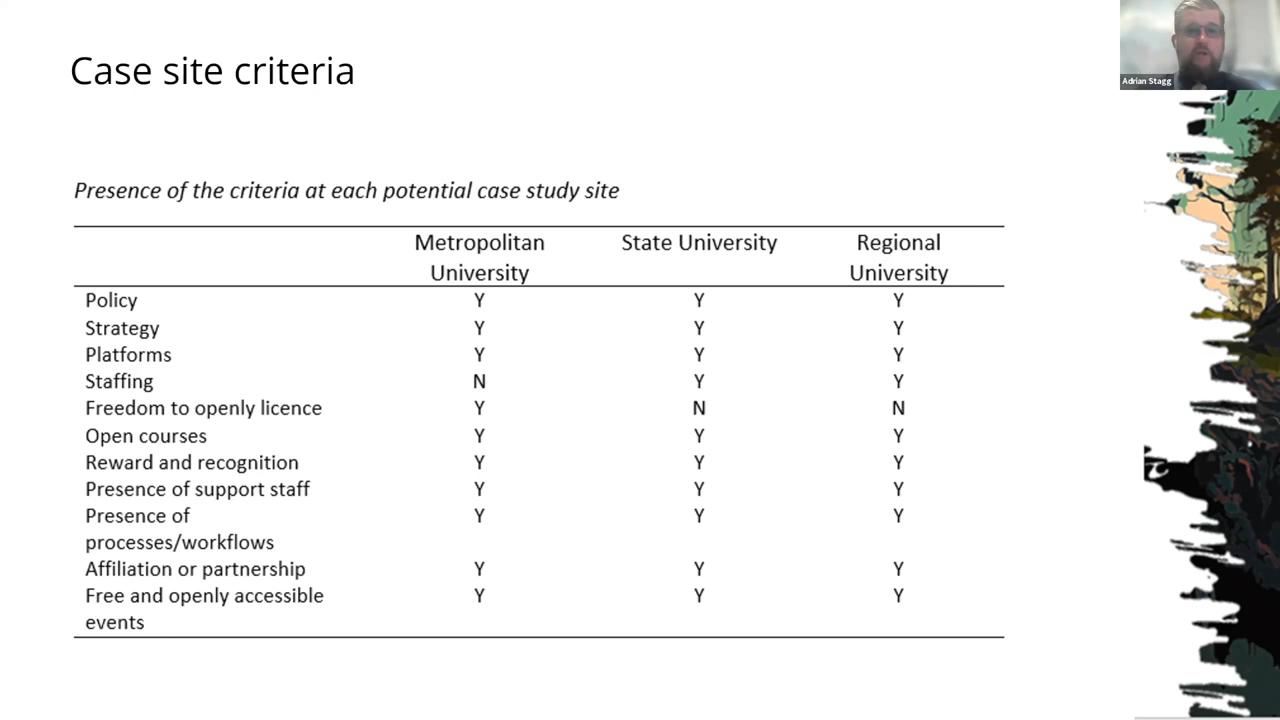 Case site criteria
Adrian Stagg
Presence of the criteria at each potential case study site
Metropolitan University State University Regional University
Policy Y Y Y
Strategy Y Y Y
Platforms Y Y Y
Staffing N Y Y
Freedom to openly licence Y N N
Open courses Y Y Y
Reward and recognition Y Y Y
Presence of support staff Y Y Y
Presence of processes/workflows Y Y Y
Affiliation or partnership Y Y Y
Free and openly accessible events Y Y Y